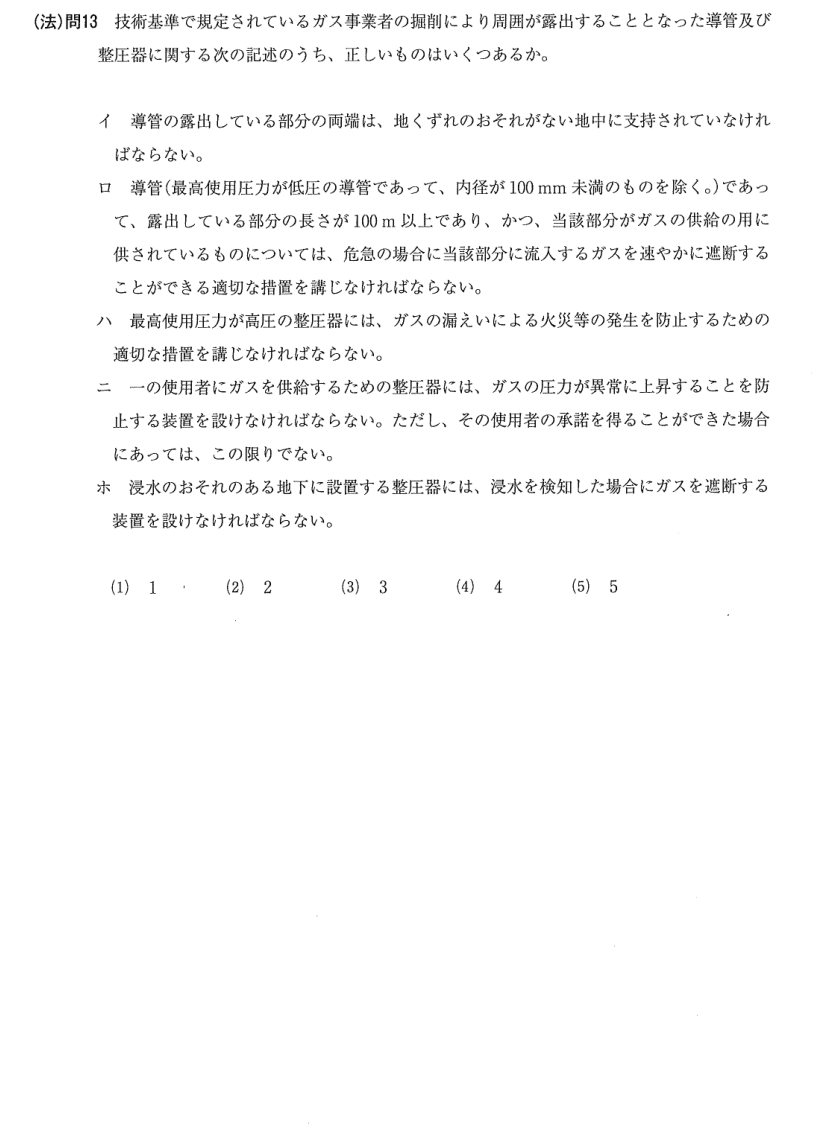 (法)問13　技術基準で規定されているガス事業者の掘削により周囲が露出することとなった導管及び
整圧器に関する次の記述のうち、正しいものはいくつあるか。
イ　導管の露出している部分の両端は、地くずれのおそれがない地中に支持されていなけれ
ばならない。
ロ　導管(最高使用圧力が低圧の導管であって、内径が 100 mm 未満のものを除く。)であっ
て、露出している部分の長さが 100 m 以上であり、かつ、当該部分がガスの供給の用に
供されているものについては、危急の場合に当該部分に流入するガスを速やかに遮断する
ことができる適切な措置を講じなければならない。
ハ　最高使用圧力が高圧の整圧器には、ガスの漏えいによる火災等の発生を防止するための
適切な措置を講じなければならない。
ニ　一の使用者にガスを供給するための整圧器には、ガスの圧力が異常に上昇することを防
止する装置を設けなければならない。ただし、その使用者の承諾を得ることができた場合
にあっては、この限りでない。
ホ　浸水のおそれのある地下に設置する整圧器には、浸水を検知した場合にガスを遮断する
装置を設けなければならない。
(1)　1　(2)　2　(3)　3　(4)　4　(5)　5